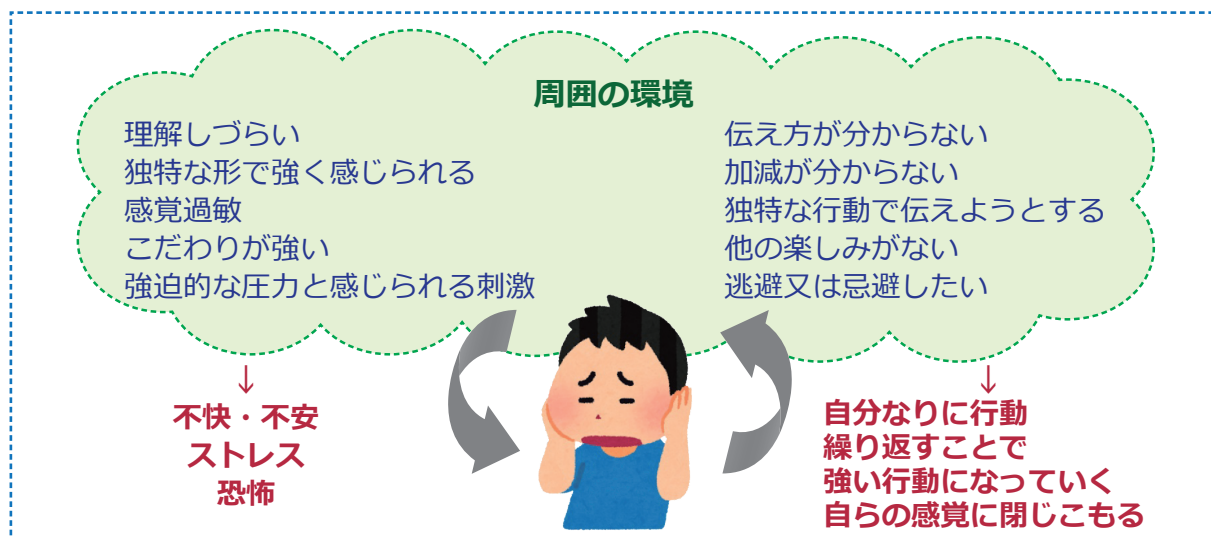 周囲の環境
理解しづらい
独特な形で強く感じられる
感覚過敏
こだわりが強い
強迫的な圧力と感じられる刺激
伝え方が分からない
加減が分からない
独特な行動で伝えようとする
他の楽しみがない
逃避又は忌避したい
↓
不快・不安
ストレス
恐怖
↓
自分なりに行動
繰り返すことで
強い行動になっていく
自らの感覚に閉じこもる